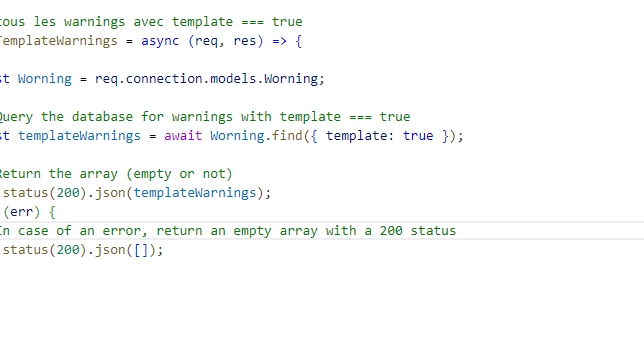 tous les warnings avec template === true
TemplateWarnings = async (req, res) => {
st Worning = req.connection.models.Worning;
Query the database for warnings with template === true
st templateWarnings = await Worning.find({ template: true });
Return the array (empty or not)
status(200).json(templateWarnings);
(err) {
In case of an error, return an empty array with a 200 status
status(200).json([]);